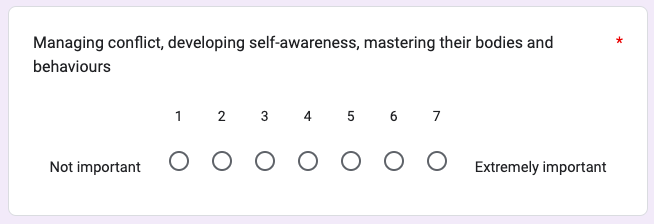 Managing conflict, developing self-awareness, mastering their bodies and *
behaviours
1 2 3 4 5 6 7
Not important Extremely important